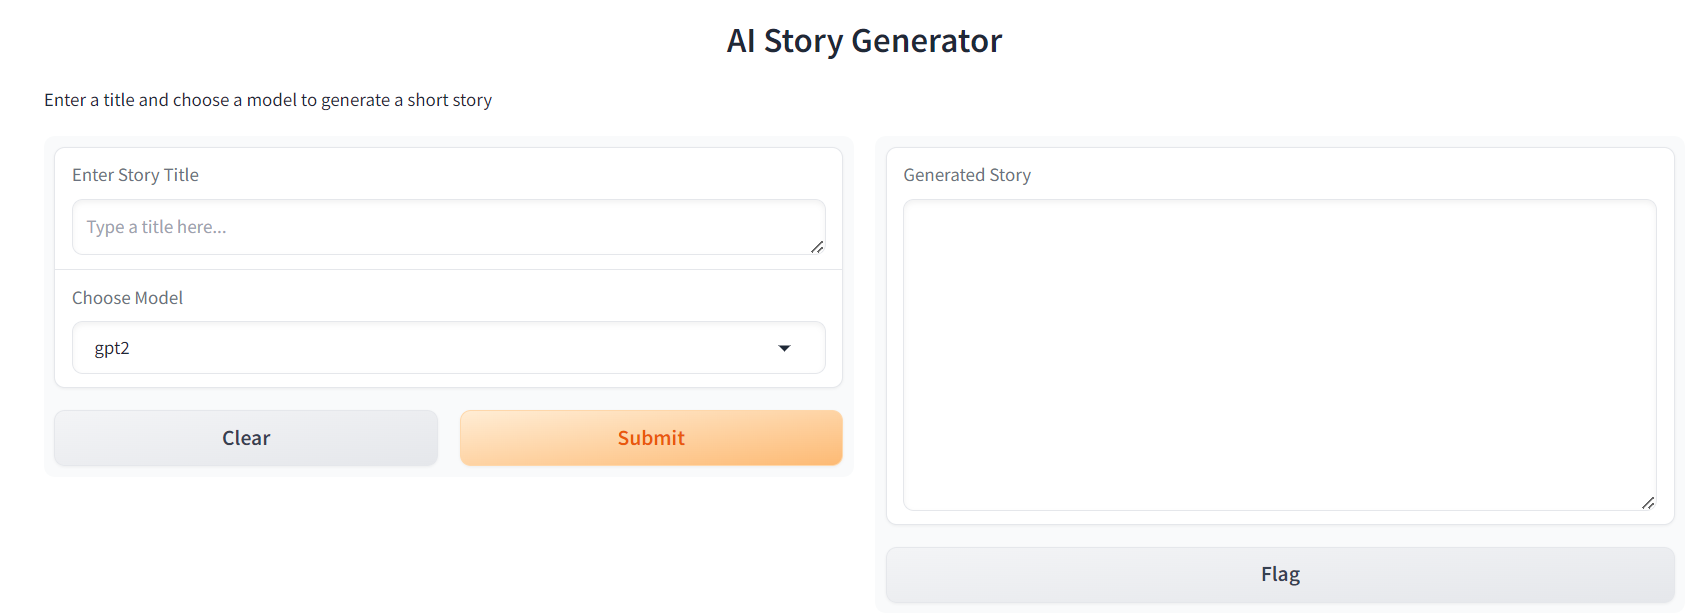 AI Story Generator
Enter a title and choose a model to generate a short story
Enter Story Title
Type a title here...
Choose Model
gpt2
Clear
Submit
Generated Story
Flag